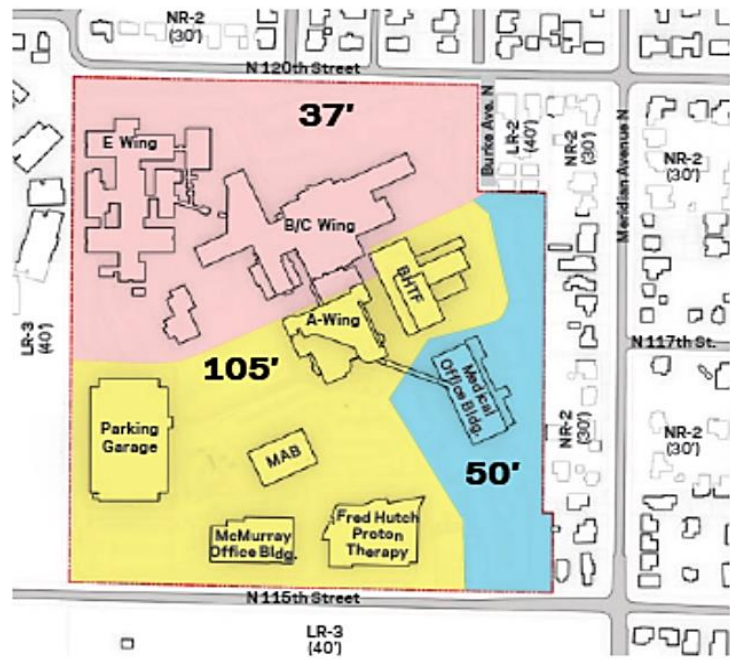 NR-2
(30')
N 120th Street
37'
E Wing
Burke Ave. N
LR-2
(40')
NR-2
(30')
Meridian Avenue N
NR-2
(30')
B/C Wing
BHTF
A-Wing
LR-3
(40')
105'
N 117th St.
Medical
Office Bldg.
Parking
Garage
NR-2
(30')
NR-2
(30')
MAB
50'
McMurray
Office Bldg.
Fred Hutch
Proton
Therapy
N 115th Street
LR-3
(40')